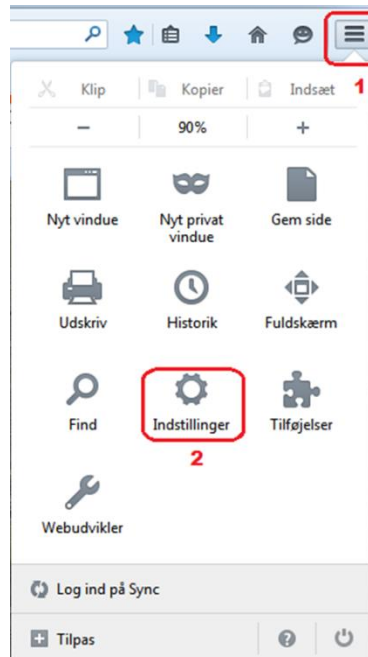 1
Klip Kopier Indsæt
− 90% +
Nyt vindue
Nyt privat
vindue
Gem side
Udskriv
Historik
Fuldskærm
Find
Indstillinger
Tilføjelser
2
Webudvikler
Log ind på Sync
Tilpas